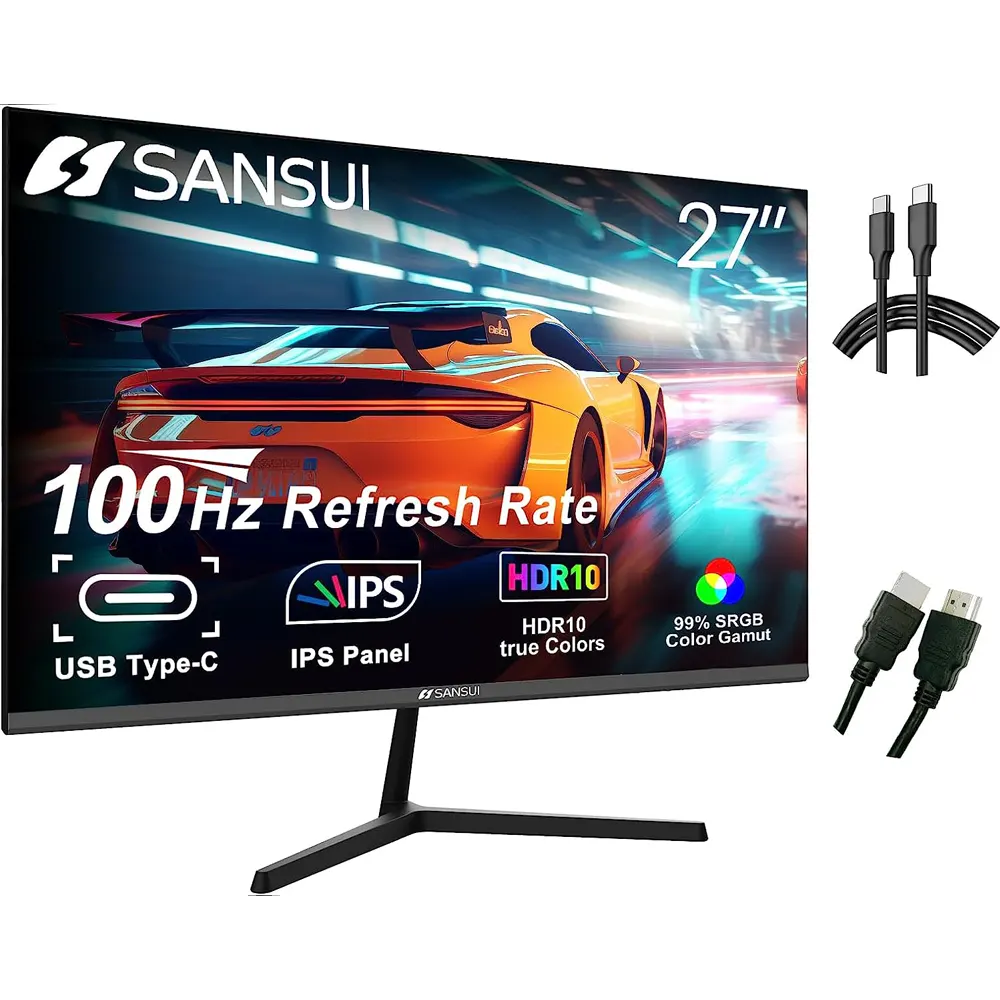 SANSUI
27"
100Hz Refresh Rate
USB Type-C
IPS
IPS Panel
HDR10
HDR10
true Colors
99% SRGB
Color Gamut
SANSUI